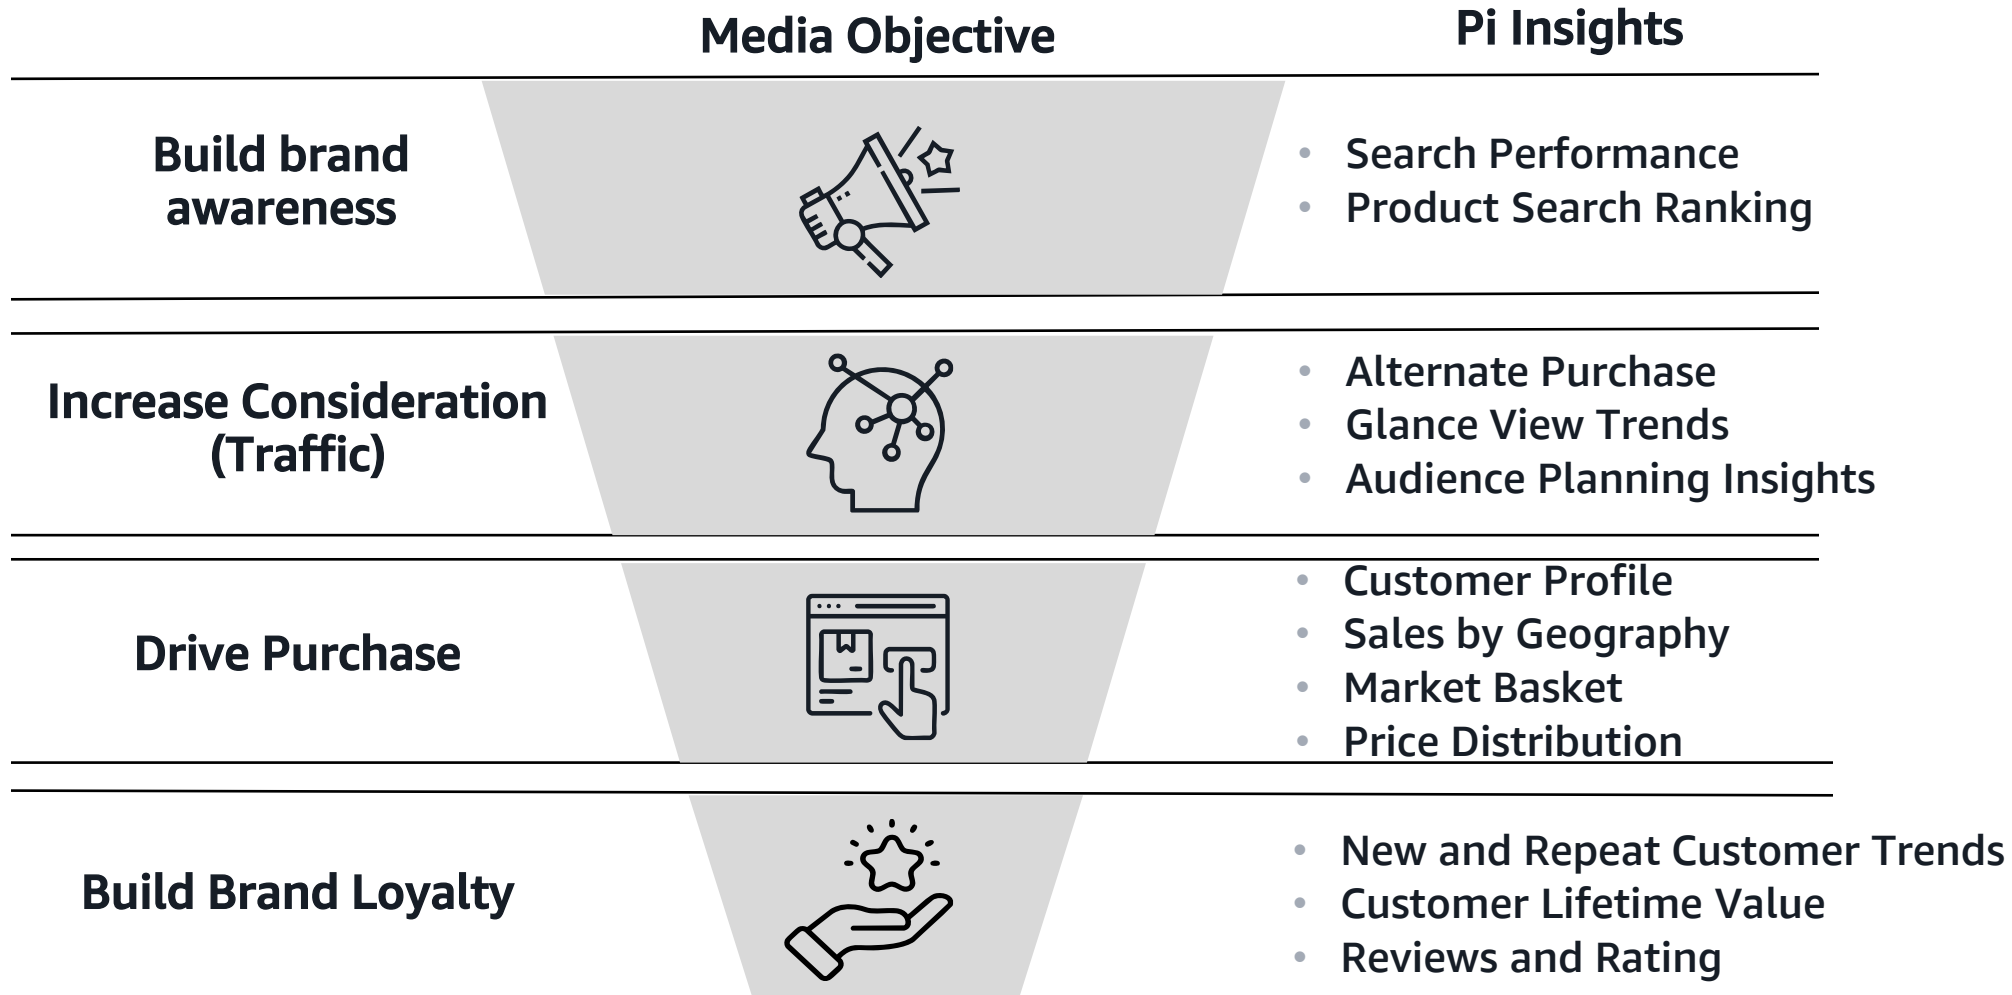 Media Objective
Pi Insights
Build brand
awareness
• Search Performance
• Product Search Ranking
Increase Consideration
(Traffic)
• Alternate Purchase
• Glance View Trends
• Audience Planning Insights
Drive Purchase
• Customer Profile
• Sales by Geography
• Market Basket
• Price Distribution
Build Brand Loyalty
• New and Repeat Customer Trends
• Customer Lifetime Value
• Reviews and Rating